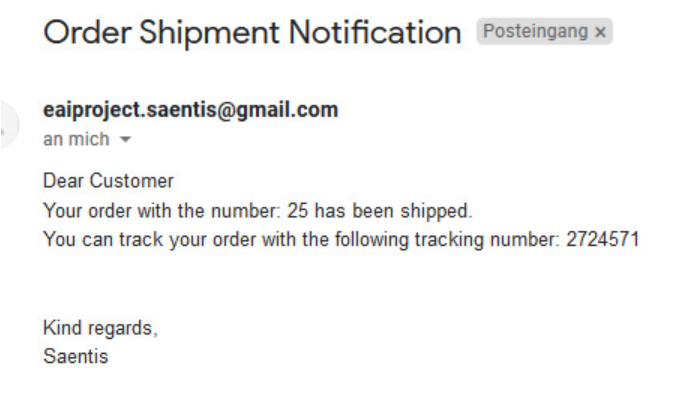 Order Shipment Notification Posteingang ×
eaiproject.saentis@gmail.com
an mich
Dear Customer
Your order with the number: 25 has been shipped.
You can track your order with the following tracking number: 2724571
Kind regards,
Saentis